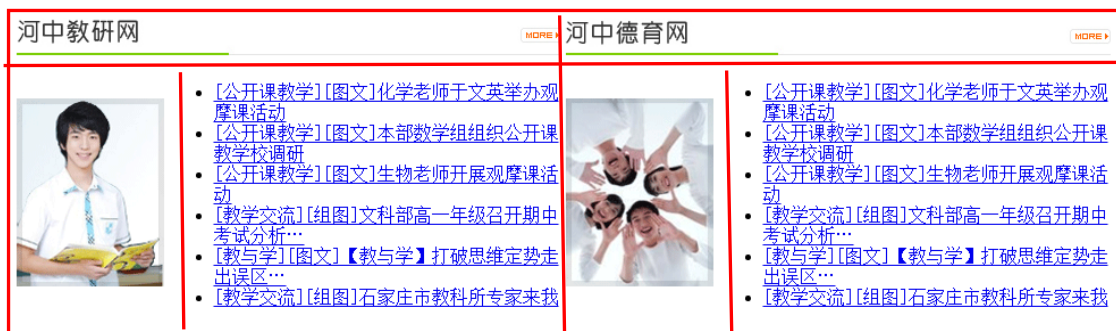 河中教研网
MORE
[公开课教学][图文]化学老师于文英举办观
摩课活动
[公开课教学][图文]本部数学组组织公开课
教学校调研
[公开课教学][图文]生物老师开展观摩课活
动
[教学交流][组图]文科部高一年级召开期中
考试分析…
[教与学][图文]【教与学】打破思维定势走
出误区…
[教学交流][组图]石家庄市教科所专家来我
河中德育网
MORE
[公开课教学][图文]化学老师于文英举办观
摩课活动
[公开课教学][图文]本部数学组组织公开课
教学校调研
[公开课教学][图文]生物老师开展观摩课活
动
[教学交流][组图]文科部高一年级召开期中
考试分析…
[教与学][图文]【教与学】打破思维定势走
出误区…
[教学交流][组图]石家庄市教科所专家来我